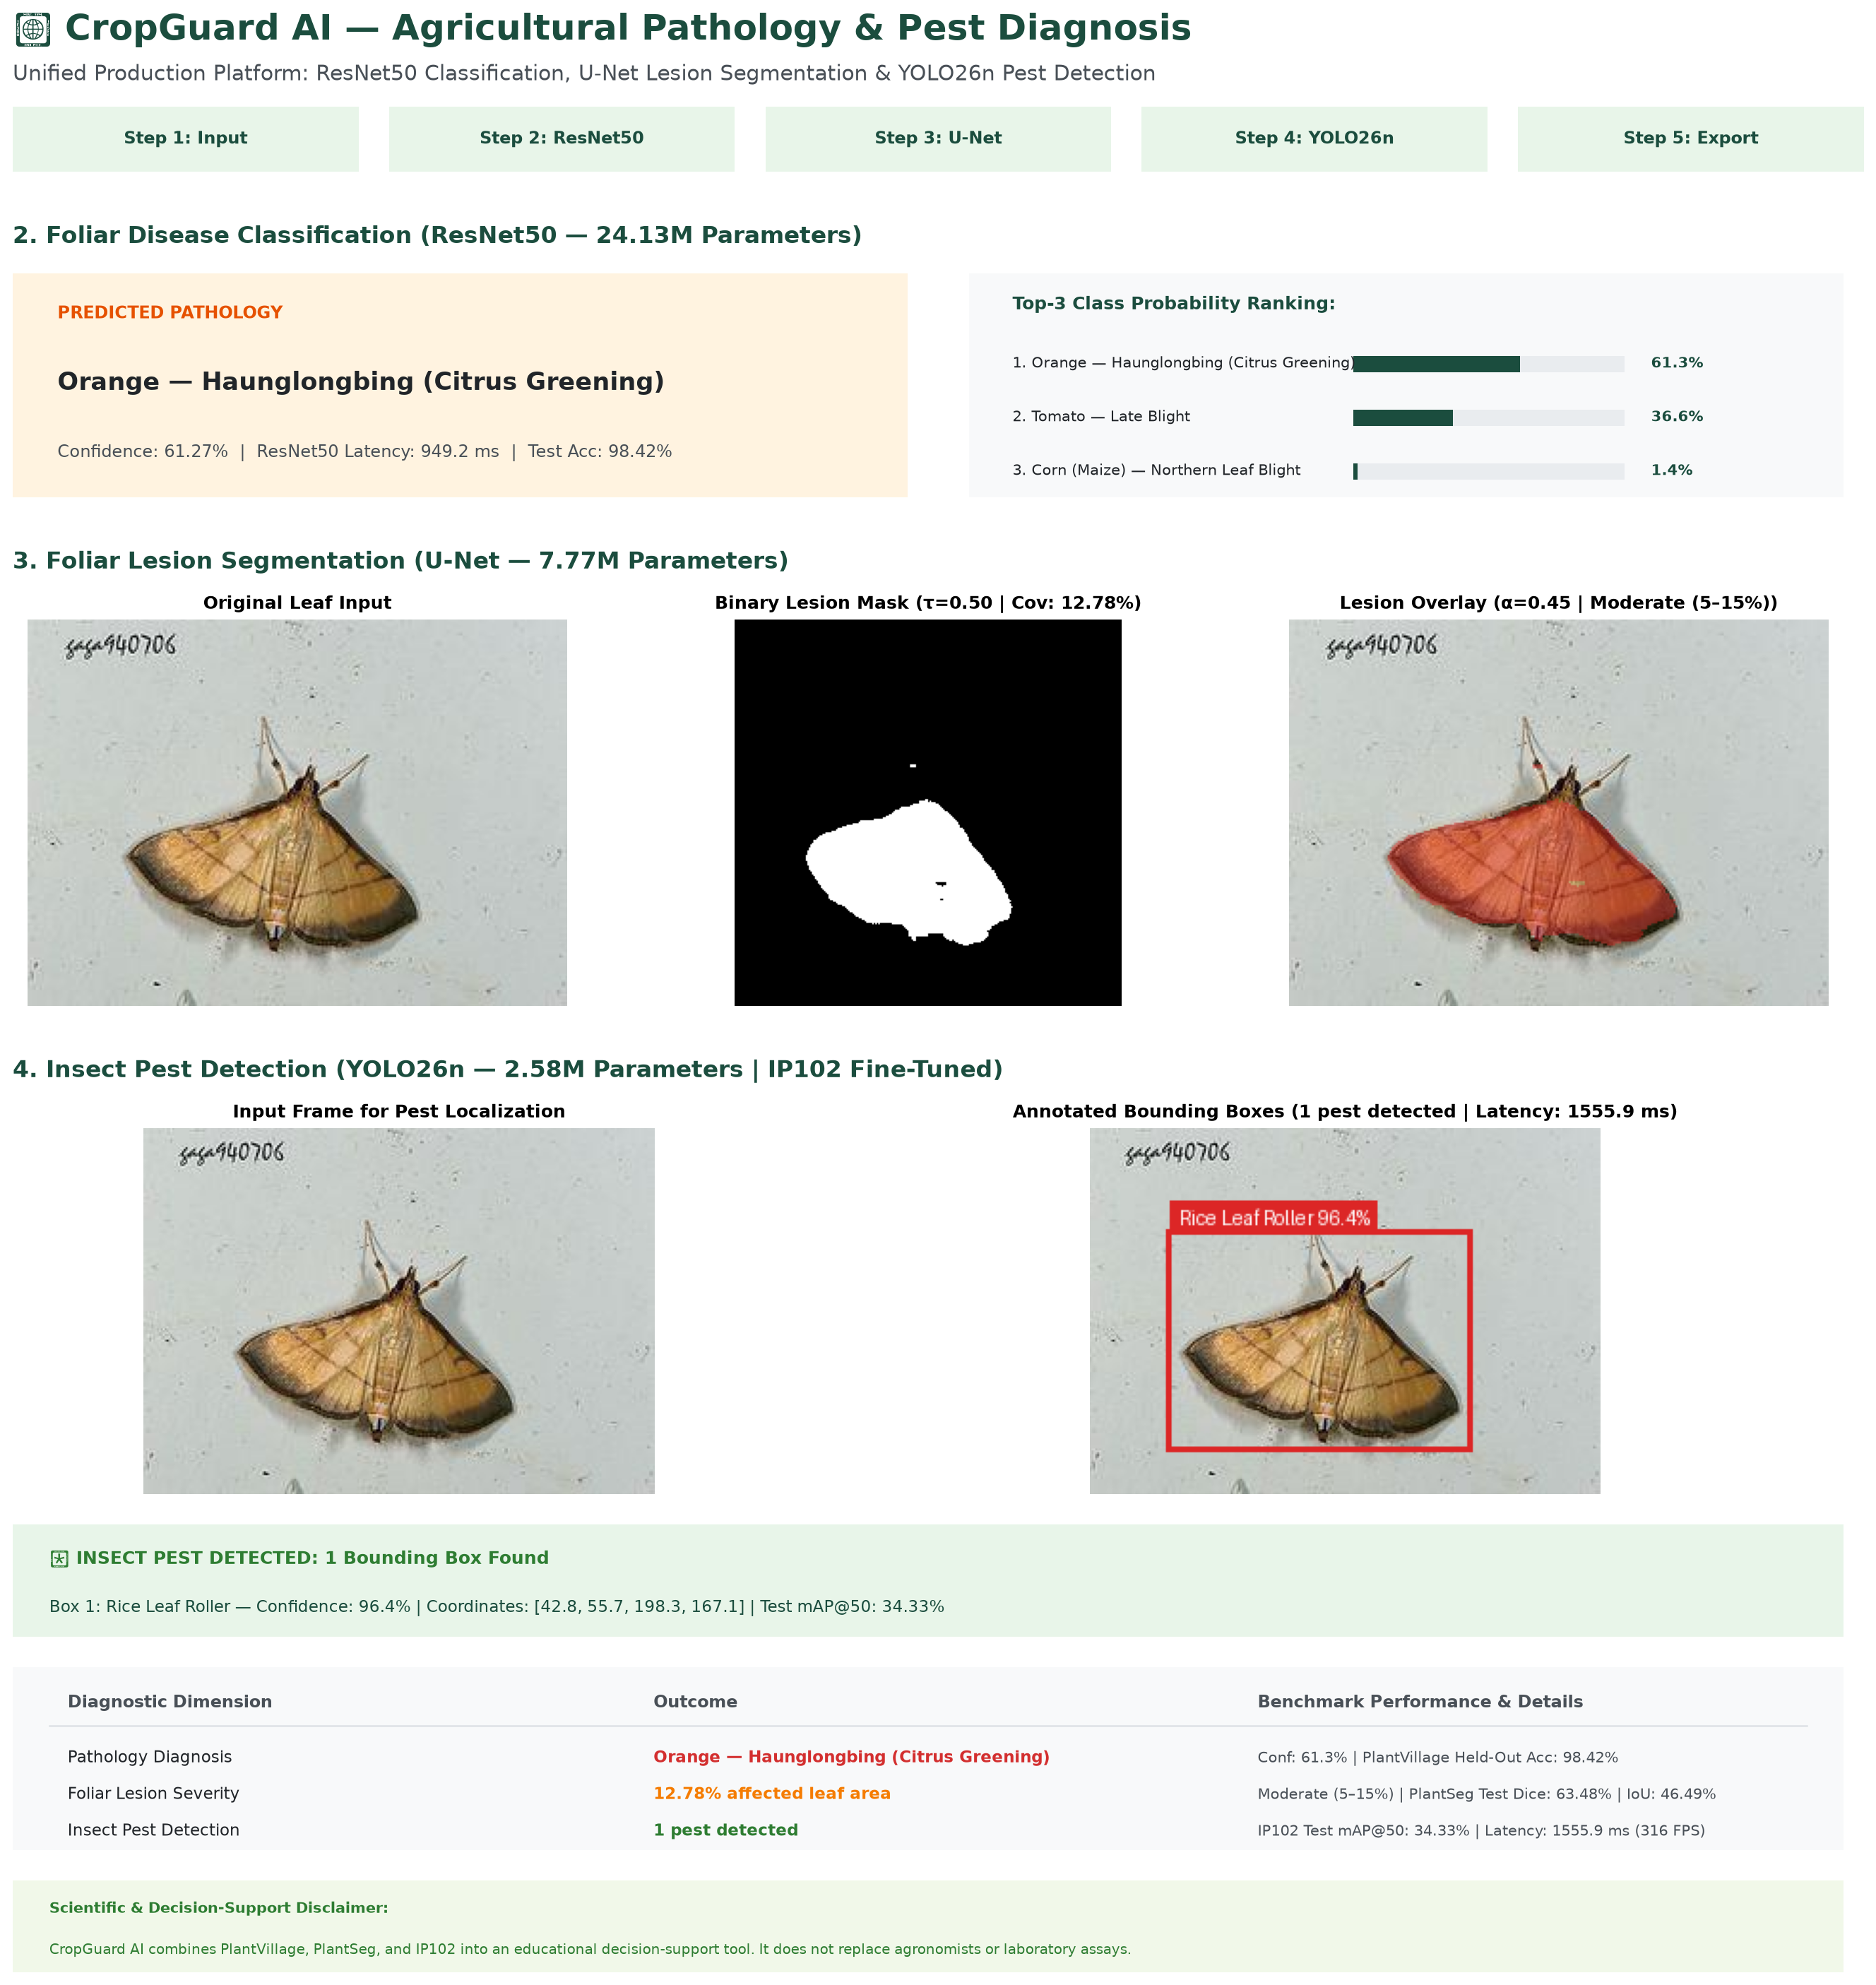 CropGuard AI — Agricultural Pathology & Pest Diagnosis
Unified Production Platform: ResNet50 Classification, U-Net Lesion Segmentation & YOLO26n Pest Detection
Step 1: Input
Step 2: ResNet50
Step 3: U-Net
Step 4: YOLO26n
Step 5: Export
2. Foliar Disease Classification (ResNet50 — 24.13M Parameters)
PREDICTED PATHOLOGY
Orange — Haunglongbing (Citrus Greening)
Confidence: 61.27% | ResNet50 Latency: 949.2 ms | Test Acc: 98.42%
Top-3 Class Probability Ranking:
1. Orange — Haunglongbing (Citrus Greening) 61.3%
2. Tomato — Late Blight 36.6%
3. Corn (Maize) — Northern Leaf Blight 1.4%
3. Foliar Lesion Segmentation (U-Net — 7.77M Parameters)
Original Leaf Input
gaga940706
Binary Lesion Mask (τ=0.50 | Cov: 12.78%)
Lesion Overlay (α=0.45 | Moderate (5–15%))
gaga940706
4. Insect Pest Detection (YOLO26n — 2.58M Parameters | IP102 Fine-Tuned)
Input Frame for Pest Localization
gaga940706
Annotated Bounding Boxes (1 pest detected | Latency: 1555.9 ms)
gaga940706
Rice Leaf Roller 96.4%
INSECT PEST DETECTED: 1 Bounding Box Found
Box 1: Rice Leaf Roller — Confidence: 96.4% | Coordinates: [42.8, 55.7, 198.3, 167.1] | Test mAP@50: 34.33%
Diagnostic Dimension Outcome Benchmark Performance & Details
Pathology Diagnosis Orange — Haunglongbing (Citrus Greening) Conf: 61.3% | PlantVillage Held-Out Acc: 98.42%
Foliar Lesion Severity 12.78% affected leaf area Moderate (5–15%) | PlantSeg Test Dice: 63.48% | IoU: 46.49%
Insect Pest Detection 1 pest detected IP102 Test mAP@50: 34.33% | Latency: 1555.9 ms (316 FPS)
Scientific & Decision-Support Disclaimer:
CropGuard AI combines PlantVillage, PlantSeg, and IP102 into an educational decision-support tool. It does not replace agronomists or laboratory assays.